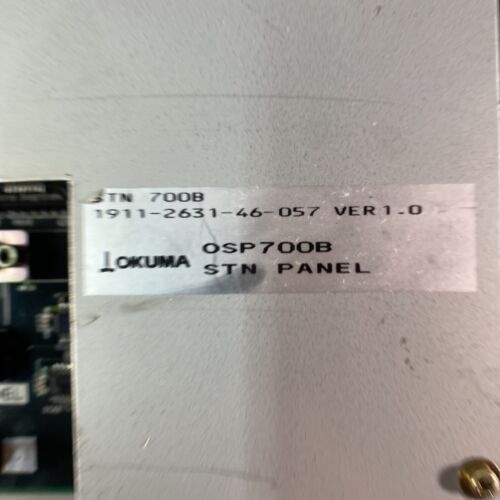 STN 700B
1911-2631-46-057 VER1.0
OSP700B
OKUMA STN PANEL